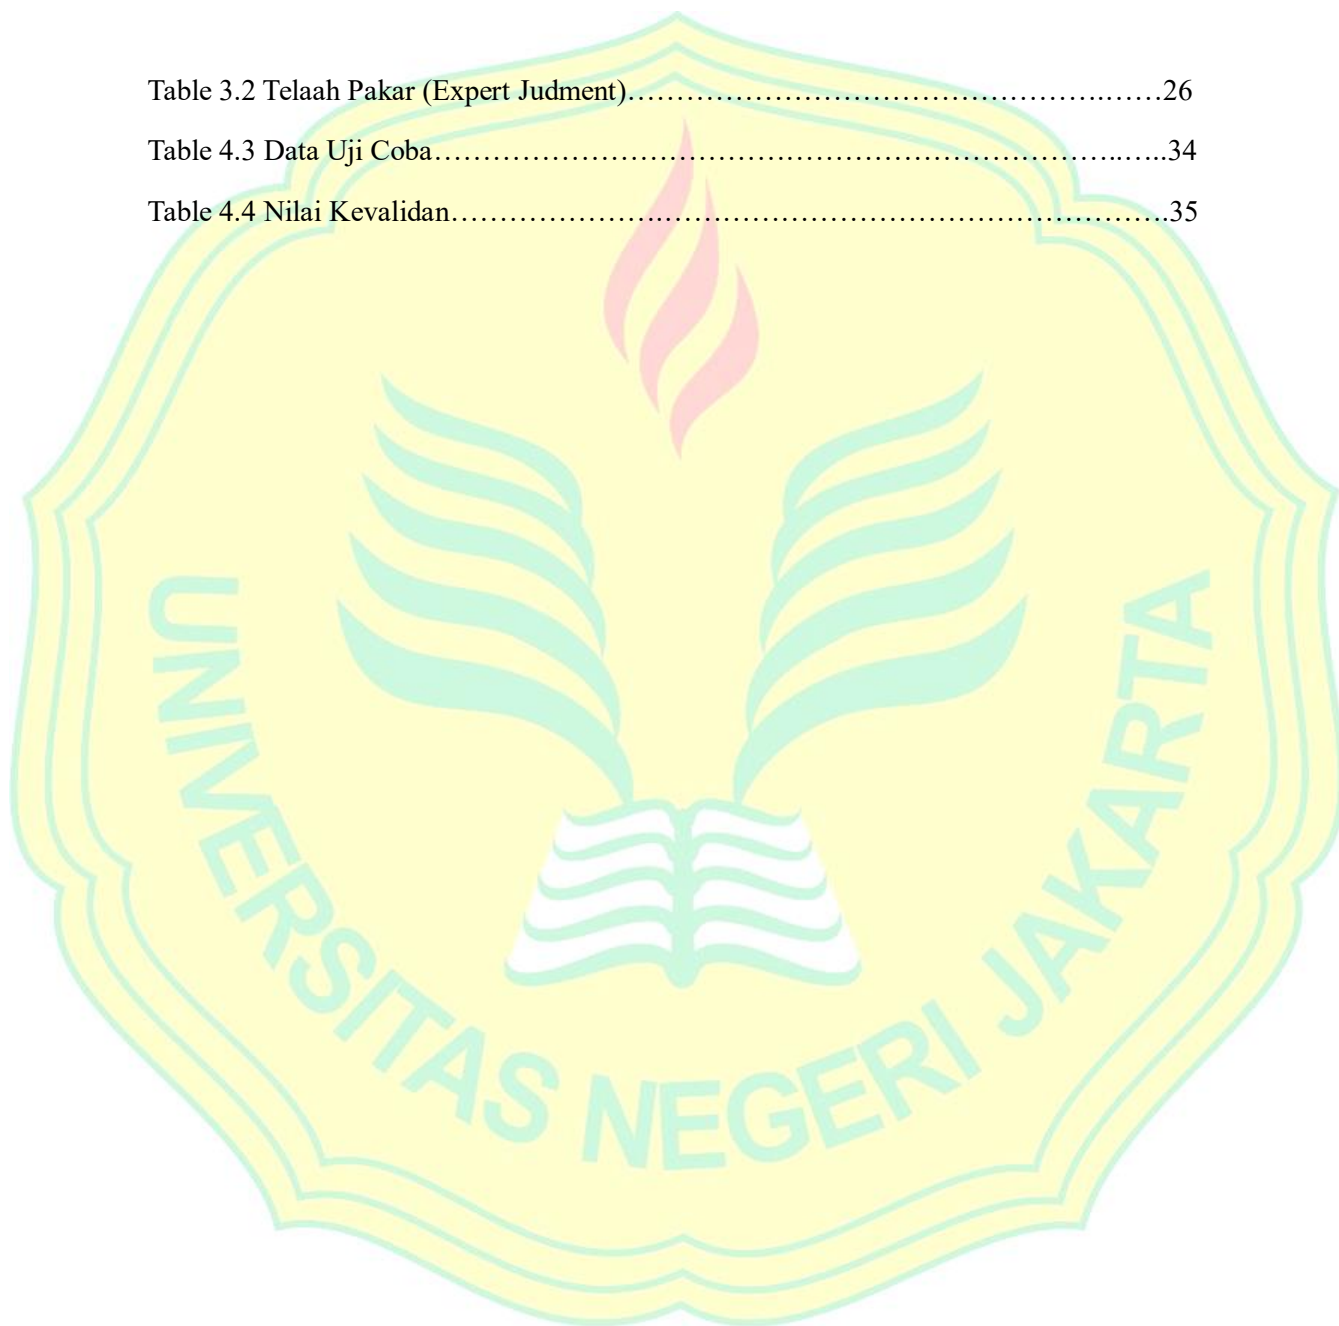 Table 3.2 Telaah Pakar (Expert Judment)……………………………………….……26
Table 4.3 Data Uji Coba……………………………………………………………..…..34
Table 4.4 Nilai Kevalidan………………….…………………………………….……….35
UNIVERSITAS NEGERI JAKARTA